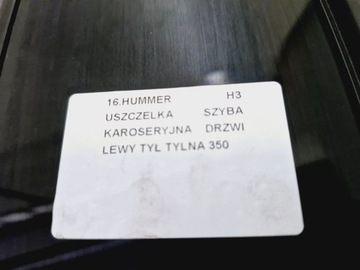 16.HUMMER H3
USZCZELKA SZYBA
KAROSERYJNA DRZWI
LEWY TYŁ TYLNA 350